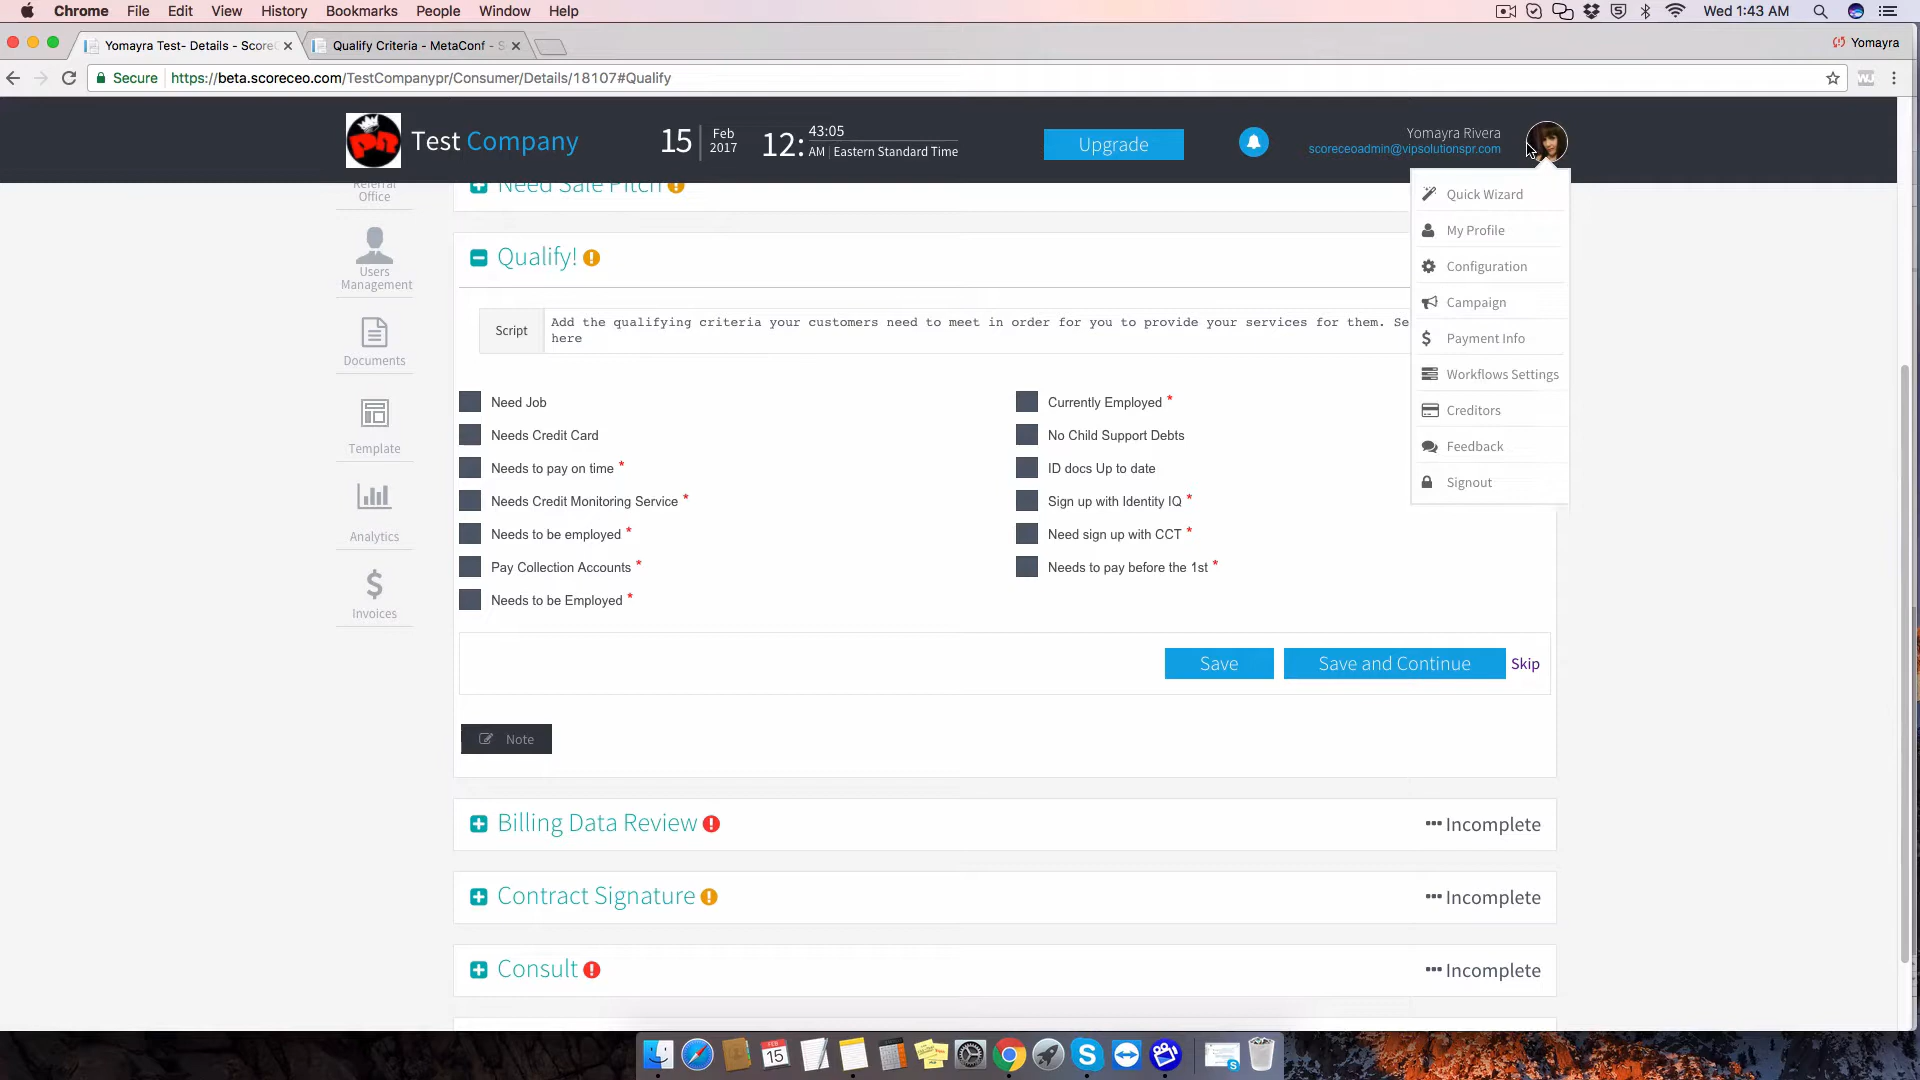 Chrome File Edit View History Bookmarks People Window Help
Wed 1:43 AM
Yomayra Test- Details - Score
Qualify Criteria - MetaConf - S
Yomayra
Secure https://beta.scoreceo.com/TestCompanypr/Consumer/Details/18107#Qualify
Test Company
15 Feb 2017
12: 43:05 AM Eastern Standard Time
Upgrade
Yomayra Rivera
scoreceoadmin@vipsolutionspr.com
Quick Wizard
My Profile
Configuration
Campaign
Payment Info
Workflows Settings
Creditors
Feedback
Signout
Referral
Office
Users
Management
Documents
Template
Analytics
Invoices
Need Sale Pitch
Qualify!
Script
Add the qualifying criteria your customers need to meet in order for you to provide your services for them. Se
here
Need Job
Needs Credit Card
Needs to pay on time *
Needs Credit Monitoring Service *
Needs to be employed *
Pay Collection Accounts *
Needs to be Employed *
Currently Employed *
No Child Support Debts
ID docs Up to date
Sign up with Identity IQ *
Need sign up with CCT *
Needs to pay before the 1st *
Save
Save and Continue
Skip
Note
Billing Data Review
Incomplete
Contract Signature
Incomplete
Consult
Incomplete
FEB
15